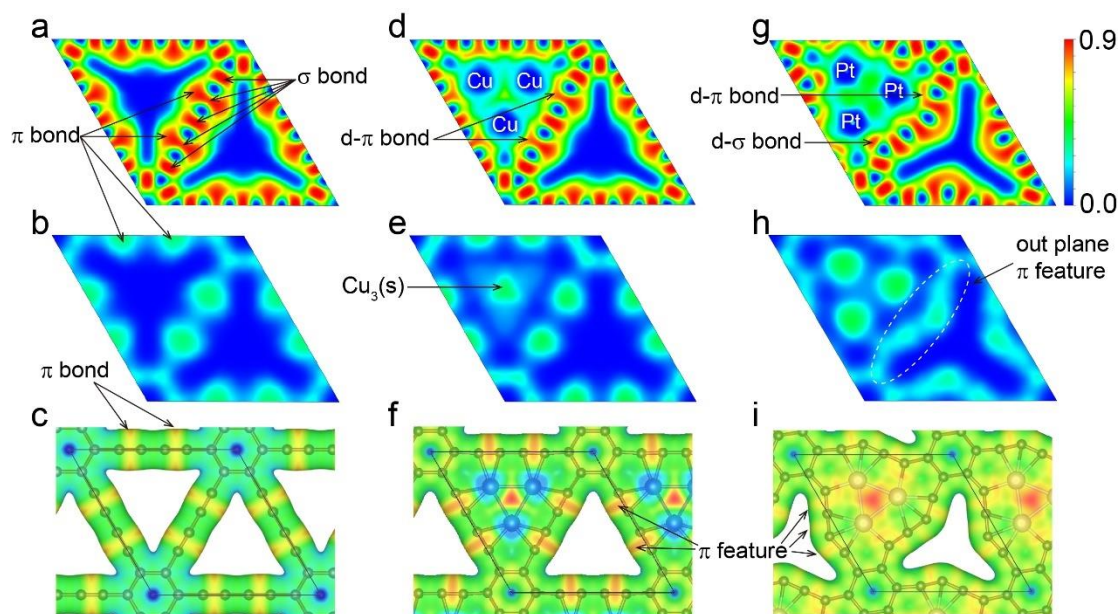 a
d
g
0.9
0.0
σ bond
π bond
Cu
Cu
Cu
d-π bond
Pt
Pt
Pt
d-π bond
d-σ bond
b
e
h
Cu₃(s)
out plane
π feature
π bond
c
f
i
π feature